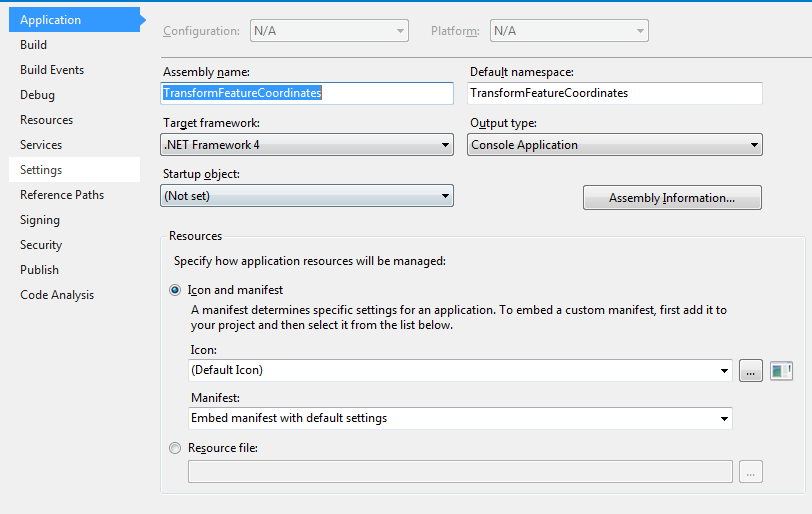 Application
Build
Build Events
Debug
Resources
Services
Settings
Reference Paths
Signing
Security
Publish
Code Analysis
Configuration: N/A Platform: N/A
Assembly name: Default namespace:
TransformFeatureCoordinates TransformFeatureCoordinates
Target framework: Output type:
.NET Framework 4 Console Application
Startup object:
(Not set) Assembly Information...
Resources
Specify how application resources will be managed:
Icon and manifest
A manifest determines specific settings for an application. To embed a custom manifest, first add it to
your project and then select it from the list below.
Icon:
(Default Icon) ...
Manifest:
Embed manifest with default settings
Resource file:
...